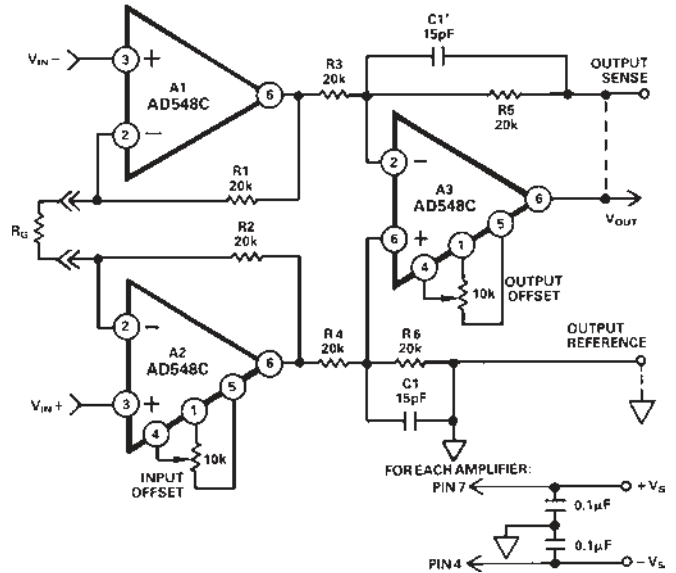 C1'
15pF
R3
20k
OUTPUT
SENSE
VIN−
3
+
A1
AD548C
6
R5
20k
2
−
2
−
A3
AD548C
6
VOUT
R1
20k
RG
R2
20k
6
+
1
5
4
10k
OUTPUT
OFFSET
2
−
A2
AD548C
6
R4
20k
R6
20k
OUTPUT
REFERENCE
C1
15pF
VIN+
3
+
5
1
4
10k
INPUT
OFFSET
FOR EACH AMPLIFIER:
PIN 7
+VS
0.1µF
0.1µF
PIN 4
−VS